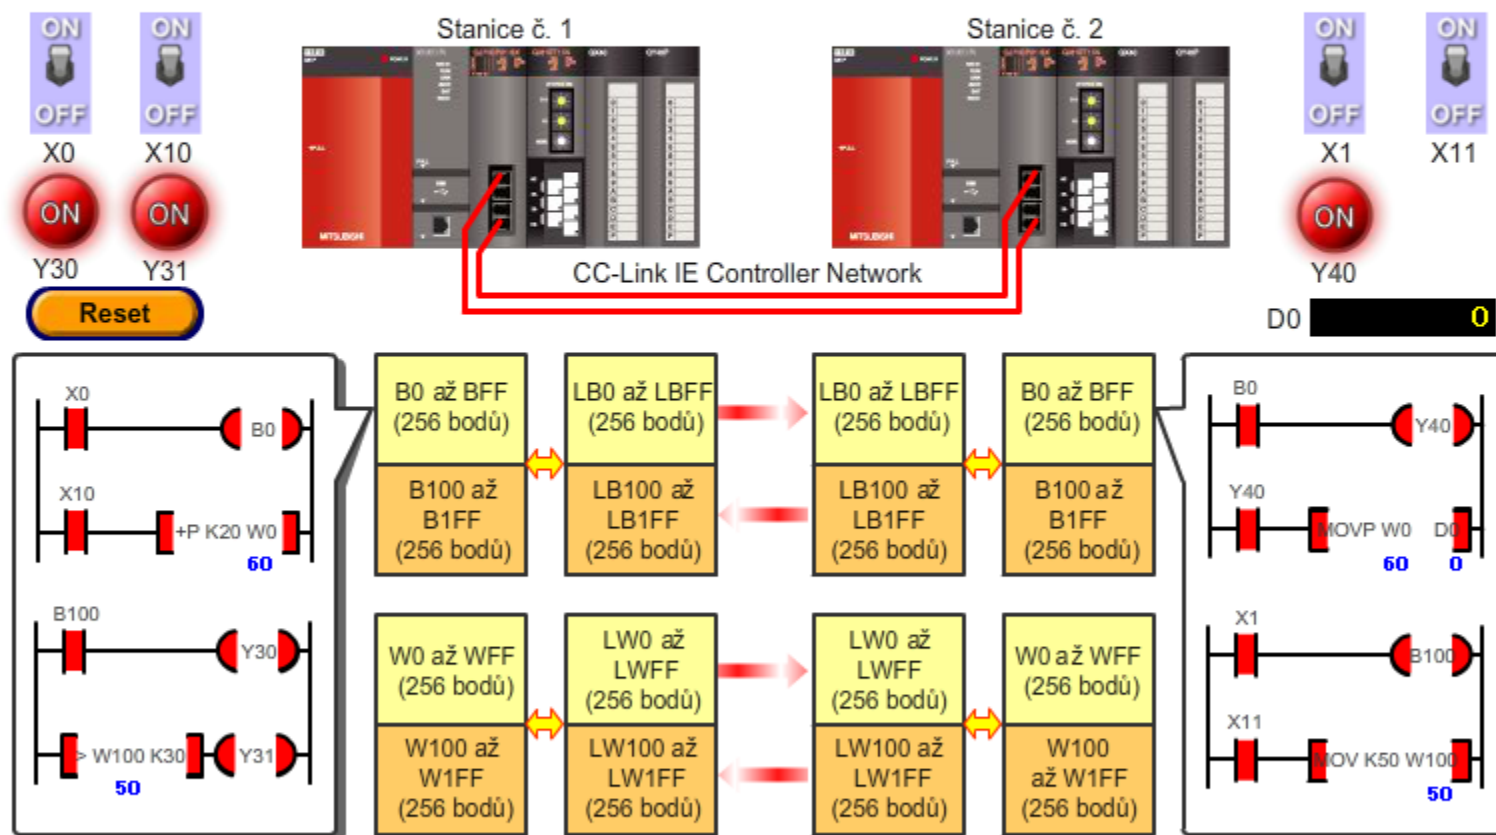 ON
OFF
X0
ON
OFF
X10
Stanice č. 1
Stanice č. 2
ON
OFF
X1
ON
OFF
X11
ON
Y30
ON
Y31
ON
Y40
MITSUBISHI
MITSUBISHI
CC-Link IE Controller Network
Reset
D0
0
X0
B0
X10
+P K20 W0
60
B100
Y30
> W100 K30
Y31
50
B0 až BFF
(256 bodů)
LB0 až LBFF
(256 bodů)
LB0 až LBFF
(256 bodů)
B0 až BFF
(256 bodů)
B100 až
B1FF
(256 bodů)
LB100 až
LB1FF
(256 bodů)
LB100 až
LB1FF
(256 bodů)
B100 až
B1FF
(256 bodů)
W0 až WFF
(256 bodů)
LW0 až
LWFF
(256 bodů)
LW0 až
LWFF
(256 bodů)
W0 až WFF
(256 bodů)
W100 až
W1FF
(256 bodů)
LW100 až
LW1FF
(256 bodů)
LW100 až
LW1FF
(256 bodů)
W100
až W1FF
(256 bodů)
B0
Y40
Y40
MOVP W0 D0
60 0
X1
B100
X11
MOV K50 W100
50